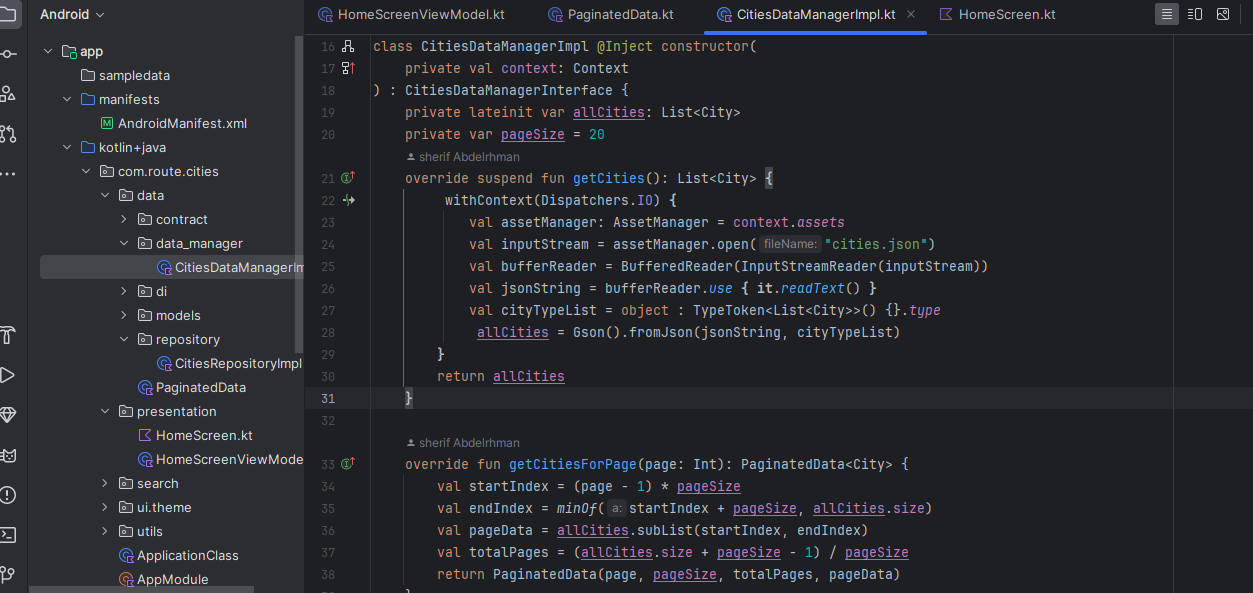 Android
HomeScreenViewModel.kt
PaginatedData.kt
CitiesDataManagerImpl.kt
HomeScreen.kt
app
sampledata
manifests
AndroidManifest.xml
kotlin+java
com.route.cities
data
contract
data_manager
CitiesDataManagerIm
di
models
repository
CitiesRepositoryImpl
PaginatedData
presentation
HomeScreen.kt
HomeScreenViewMode
search
ui.theme
utils
ApplicationClass
AppModule
16 class CitiesDataManagerImpl @Inject constructor(
17 private val context: Context
18 ) : CitiesDataManagerInterface {
19 private lateinit var allCities: List<City>
20 private var pageSize = 20
sherif Abdelrhman
21 override suspend fun getCities(): List<City> {
22 withContext(Dispatchers.IO) {
23 val assetManager: AssetManager = context.assets
24 val inputStream = assetManager.open( fileName: "cities.json")
25 val bufferReader = BufferedReader(InputStreamReader(inputStream))
26 val jsonString = bufferReader.use { it.readText() }
27 val cityTypeList = object : TypeToken<List<City>>() {}.type
28 allCities = Gson().fromJson(jsonString, cityTypeList)
29 }
30 return allCities
31 }
32
sherif Abdelrhman
33 override fun getCitiesForPage(page: Int): PaginatedData<City> {
34 val startIndex = (page - 1) * pageSize
35 val endIndex = minOf( a: startIndex + pageSize, allCities.size)
36 val pageData = allCities.subList(startIndex, endIndex)
37 val totalPages = (allCities.size + pageSize - 1) / pageSize
38 return PaginatedData(page, pageSize, totalPages, pageData)